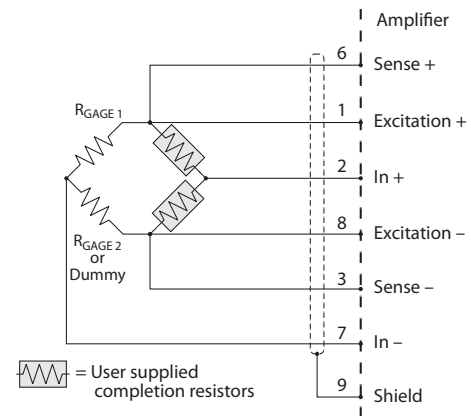 Amplifier
6 Sense +
1 Excitation +
R GAGE 1
2 In +
8 Excitation –
R GAGE 2
or
Dummy
3 Sense –
7 In –
= User supplied
completion resistors
9 Shield